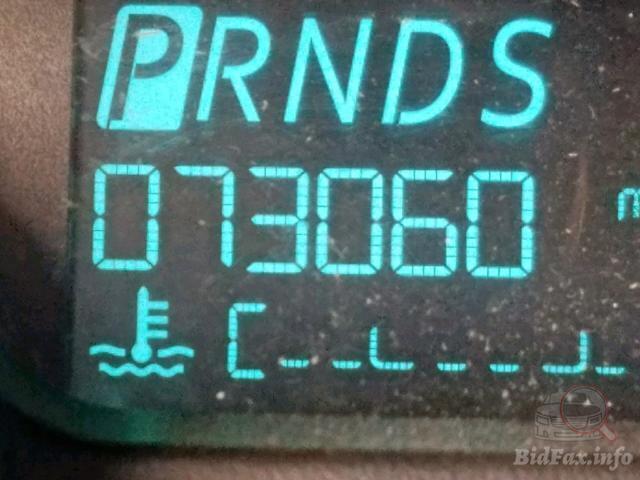 PRNDS
073060 m
C
BidFax.info